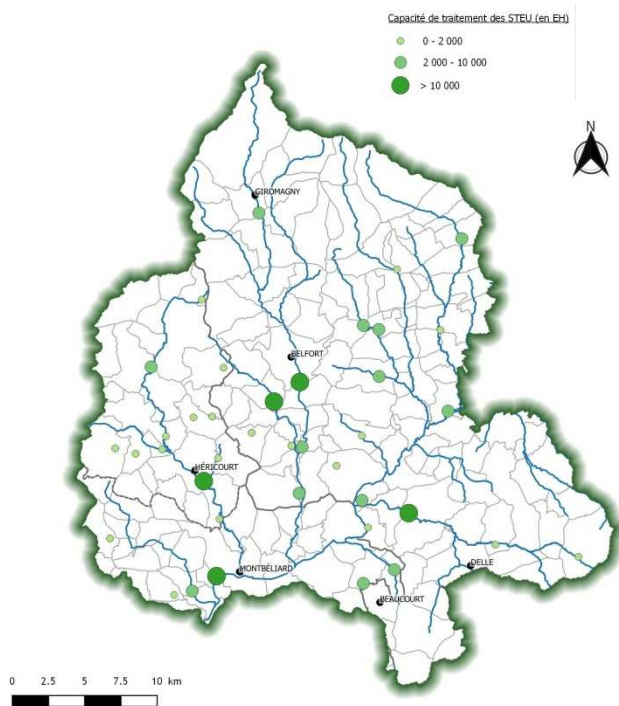 Capacité de traitement des STEU (en EH)
0 - 2 000
2 000 - 10 000
> 10 000
N
GIROMAGNY
BELFORT
HÉRICOURT
MONTBÉLIARD
DELLE
BEAUCOURT
0 2.5 5 7.5 10 km